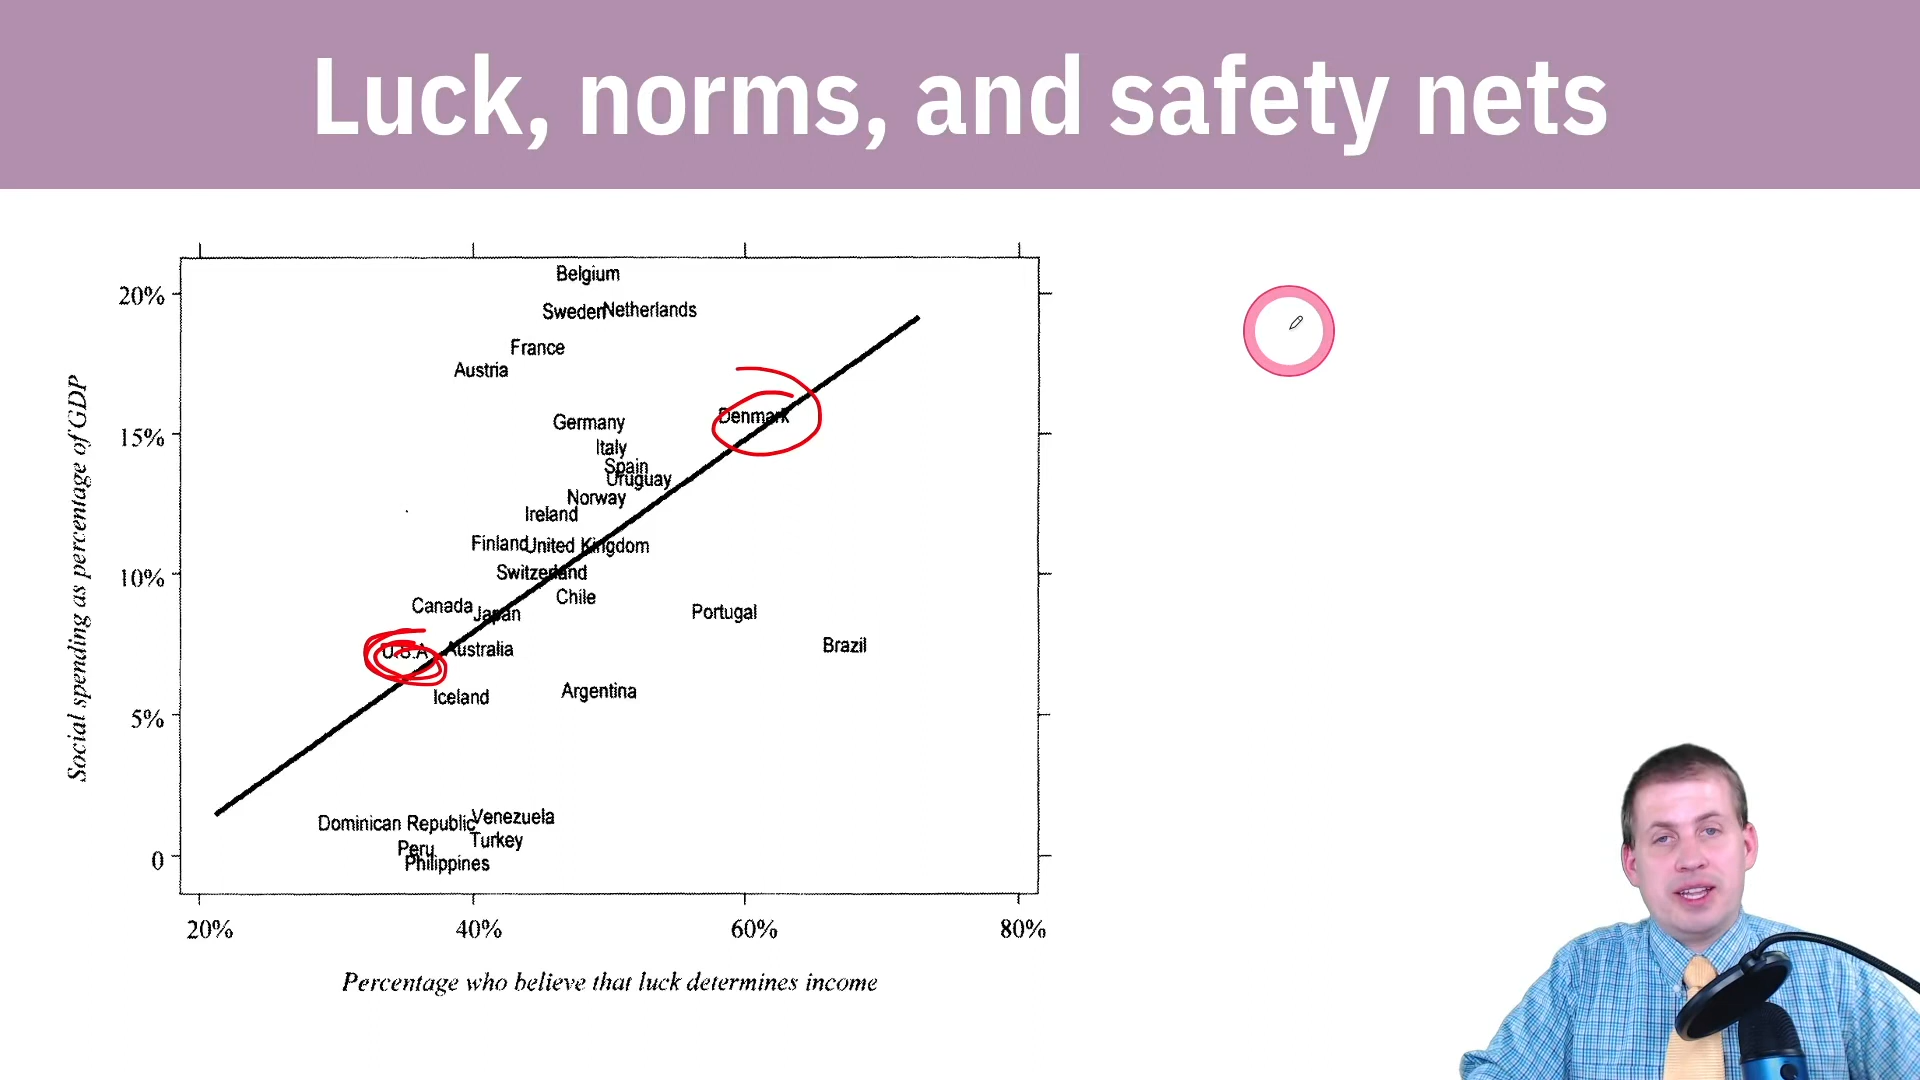 Luck, norms, and safety nets
Belgium
20%
Sweden
Netherlands
France
Austria
Denmark
Germany
15%
Italy
Spain
Uruguay
Norway
Ireland
Finland
United Kingdom
Switzerland
10%
Chile
Canada
Japan
Portugal
U.S.A
Australia
Brazil
Iceland
Argentina
5%
Dominican Republic
Venezuela
Turkey
Peru
Philippines
0
20%
40%
60%
80%
Social spending as percentage of GDP
Percentage who believe that luck determines income